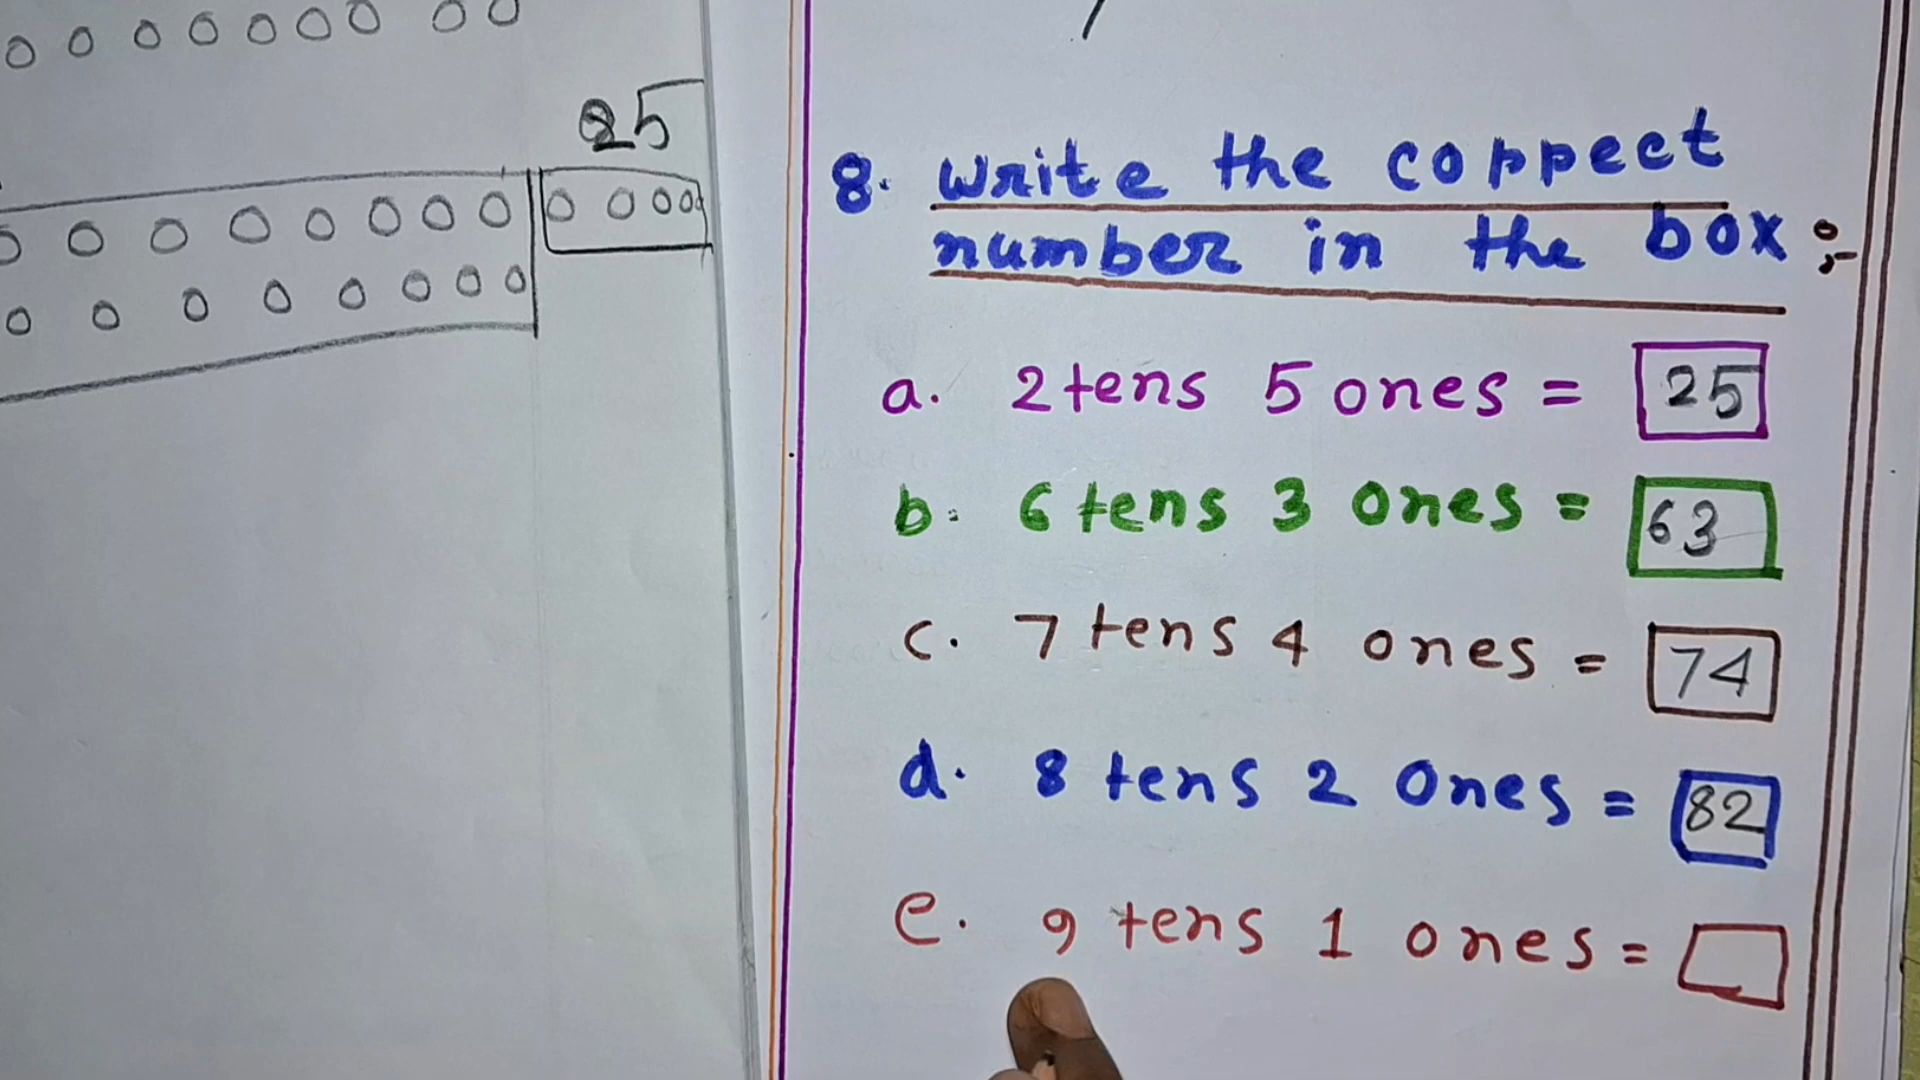 25
8. Write the correct
number in the box:-
a. 2 tens 5 ones = 25
b. 6 tens 3 ones = 63
c. 7 tens 4 ones = 74
d. 8 tens 2 ones = 82
e. 9 tens 1 ones =